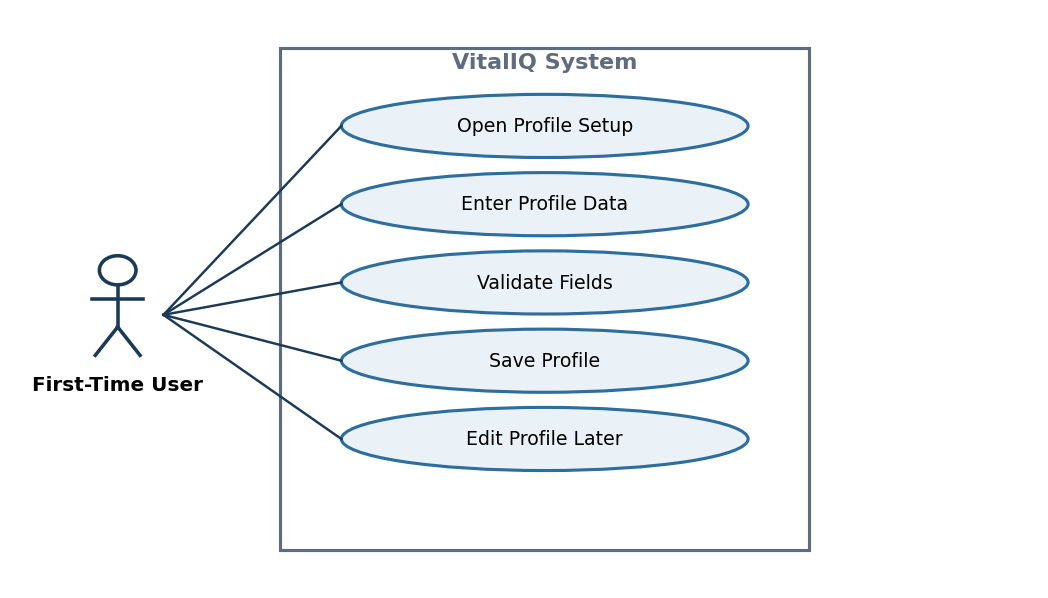 VitalIQ System
Open Profile Setup
Enter Profile Data
Validate Fields
Save Profile
Edit Profile Later
First-Time User